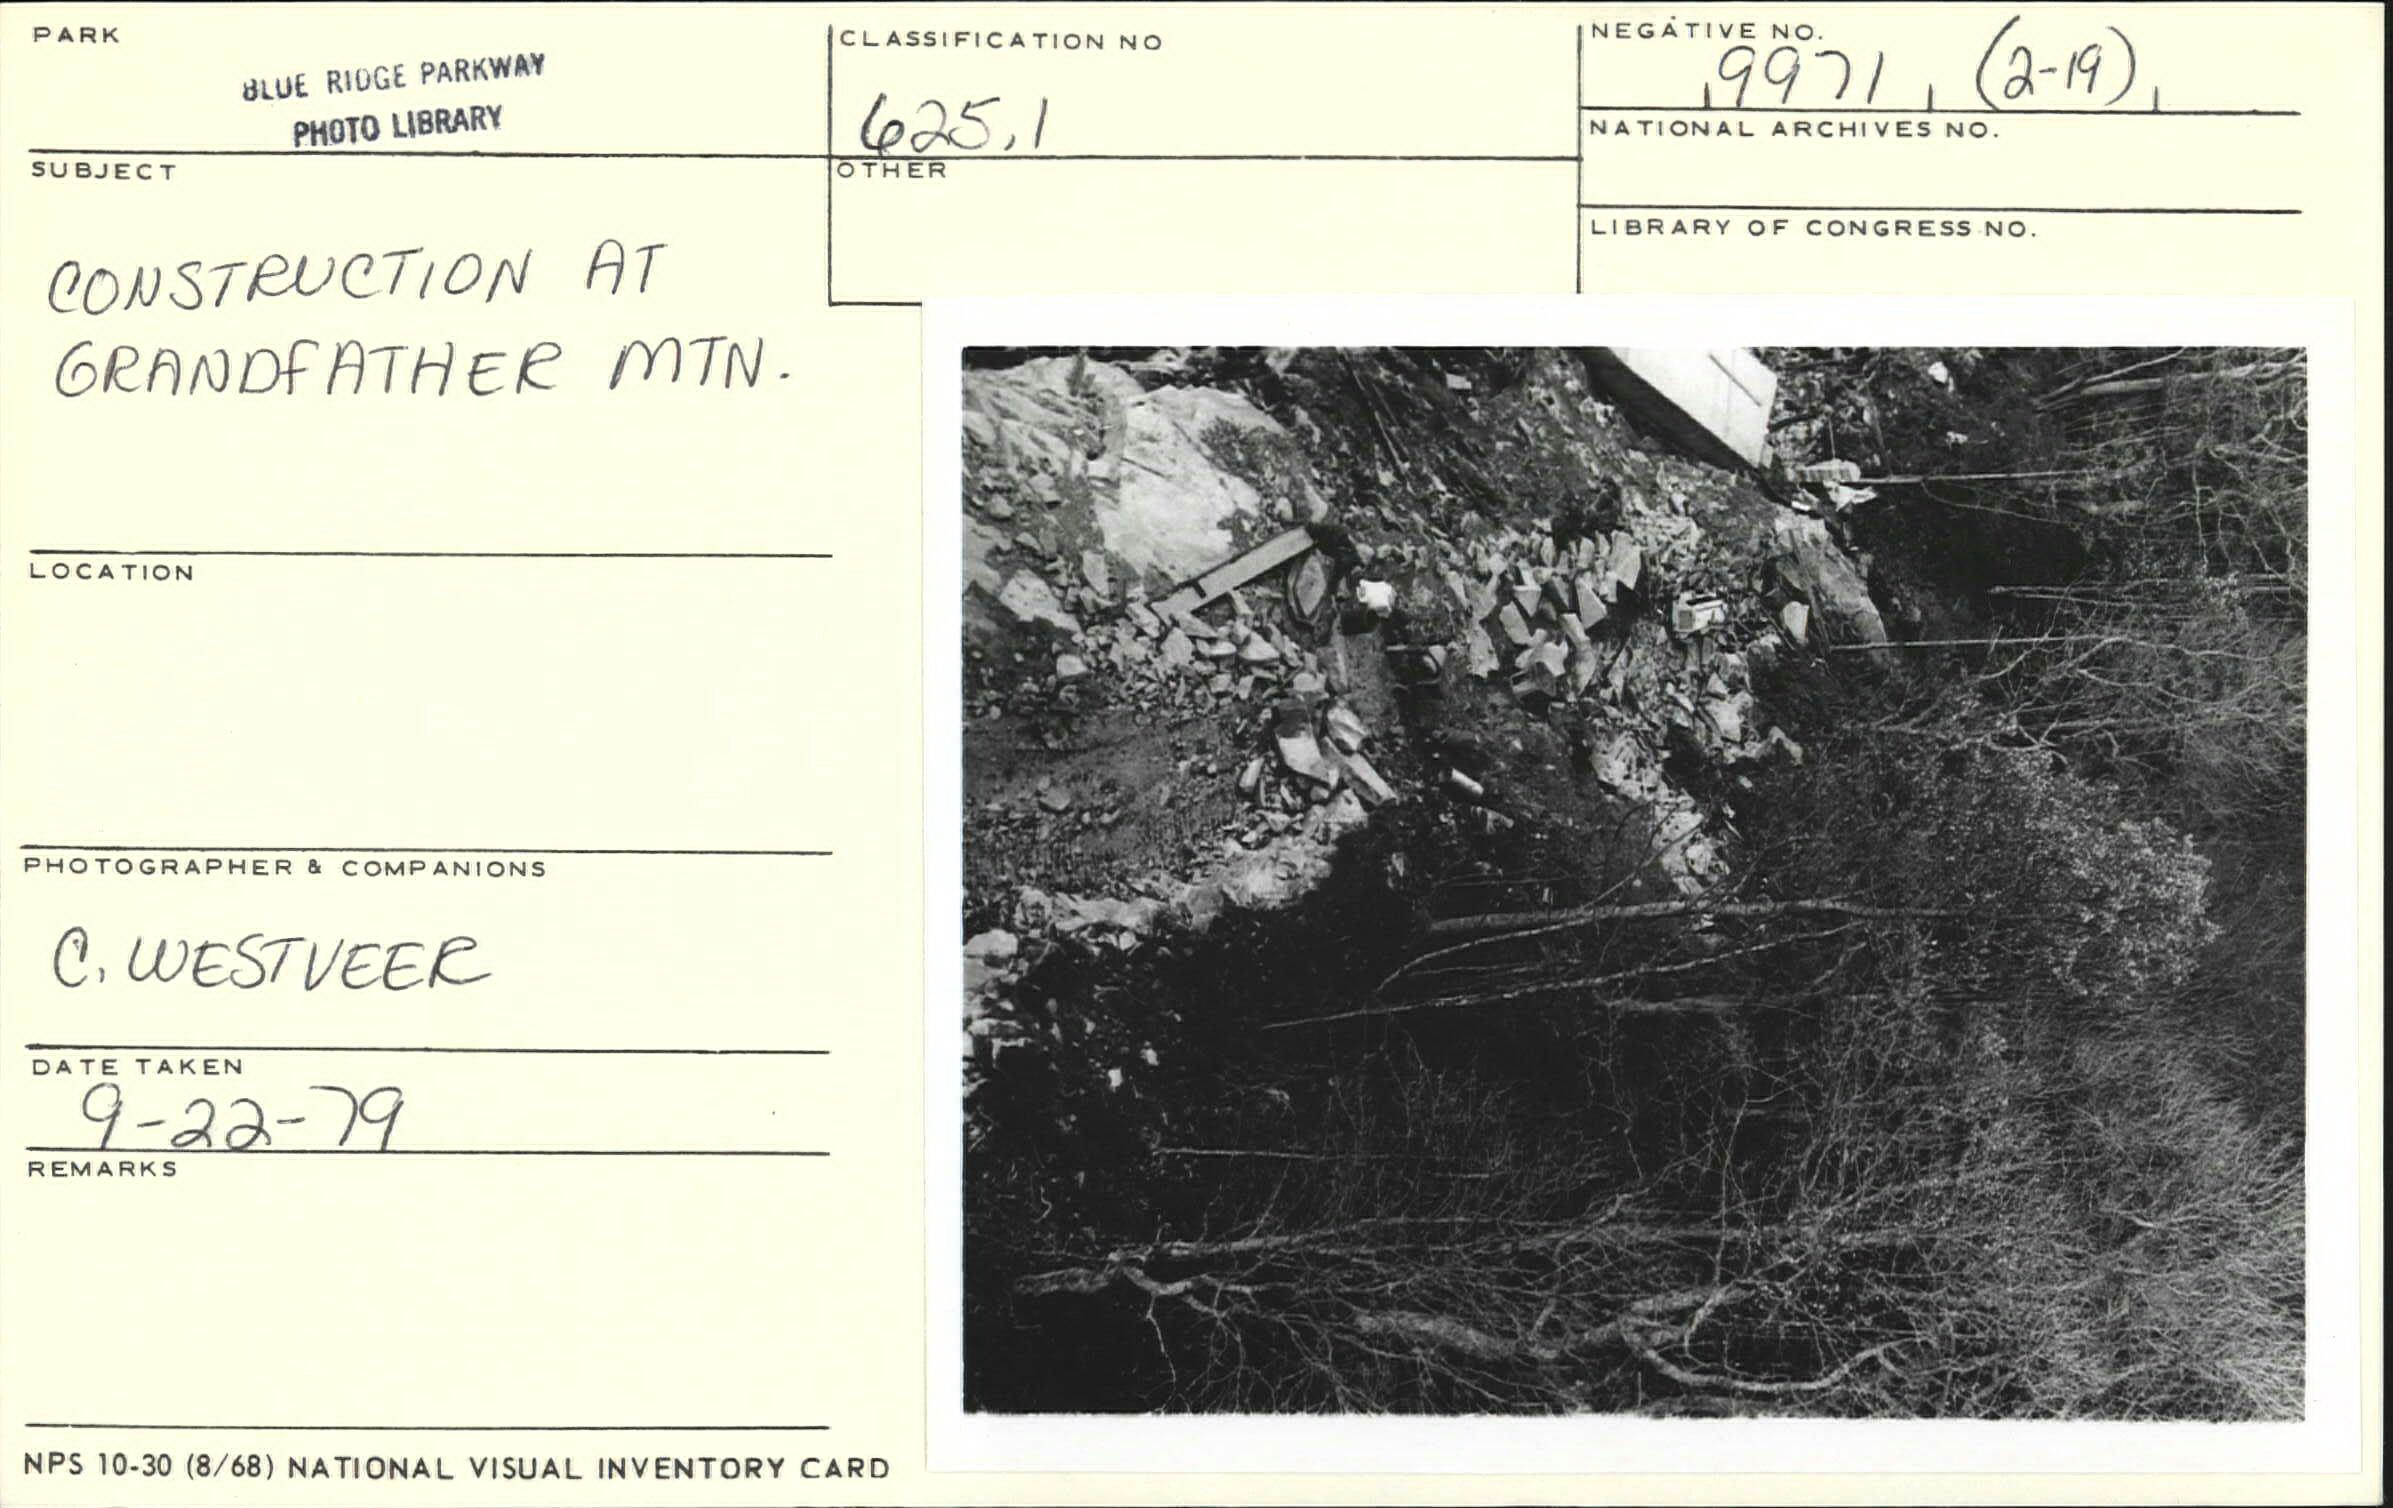 PARK
BLUE RIDGE PARKWAY
PHOTO LIBRARY
CLASSIFICATION NO
625.1
NEGATIVE NO.
9971 (2-19)
NATIONAL ARCHIVES NO.
LIBRARY OF CONGRESS NO.
OTHER
SUBJECT
CONSTRUCTION AT
GRANDFATHER MTN.
LOCATION
PHOTOGRAPHER & COMPANIONS
C. WESTVEER
DATE TAKEN
9-22-79
REMARKS
NPS 10-30 (8/68) NATIONAL VISUAL INVENTORY CARD